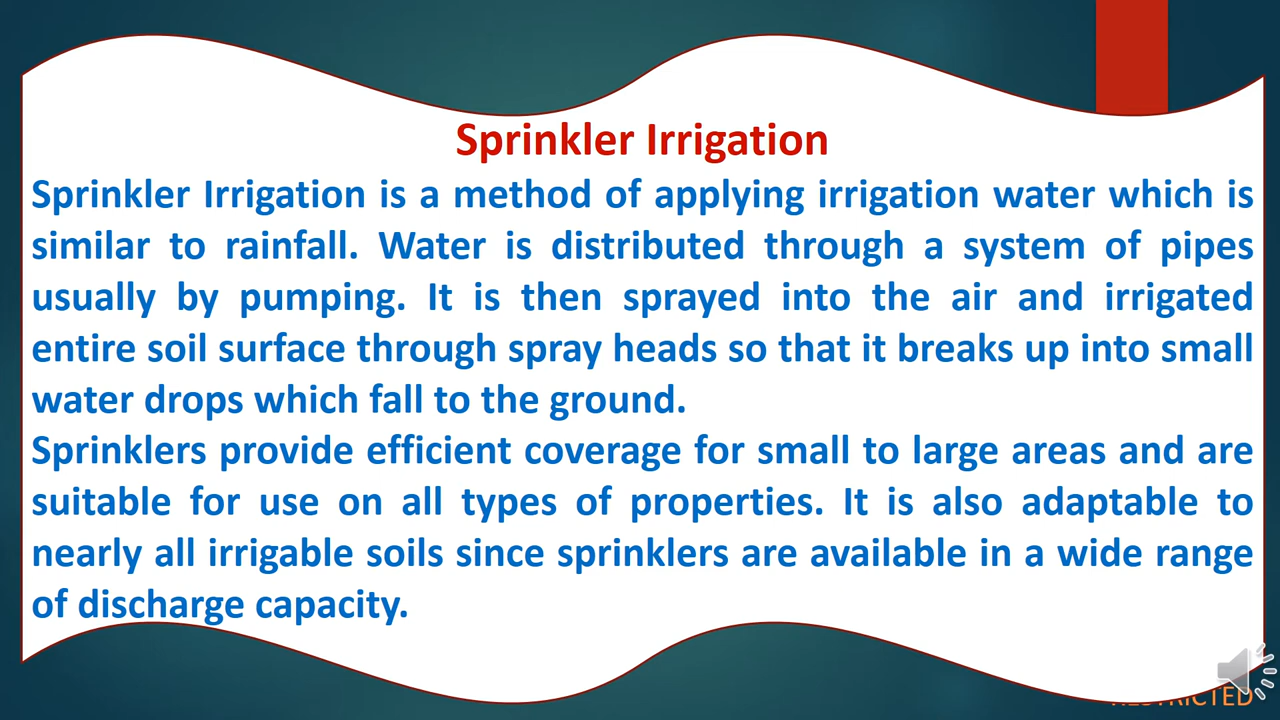 Sprinkler Irrigation
Sprinkler Irrigation is a method of applying irrigation water which is
similar to rainfall. Water is distributed through a system of pipes
usually by pumping. It is then sprayed into the air and irrigated
entire soil surface through spray heads so that it breaks up into small
water drops which fall to the ground.
Sprinklers provide efficient coverage for small to large areas and are
suitable for use on all types of properties. It is also adaptable to
nearly all irrigable soils since sprinklers are available in a wide range
of discharge capacity.
RESTRICTED